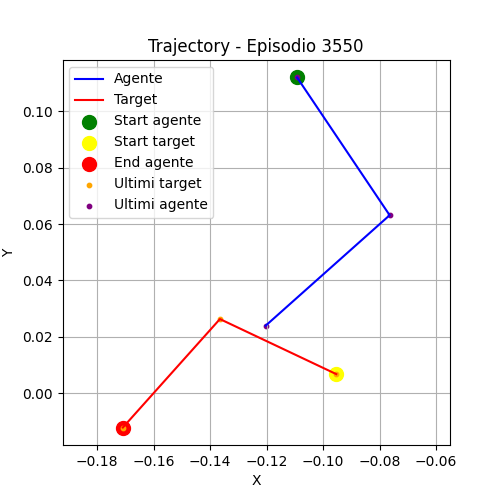 Trajectory - Episodio 3550
Agente
Target
Start agente
Start target
End agente
Ultimi target
Ultimi agente
Y
0.10
0.08
0.06
0.04
0.02
0.00
−0.18 −0.16 −0.14 −0.12 −0.10 −0.08 −0.06
X